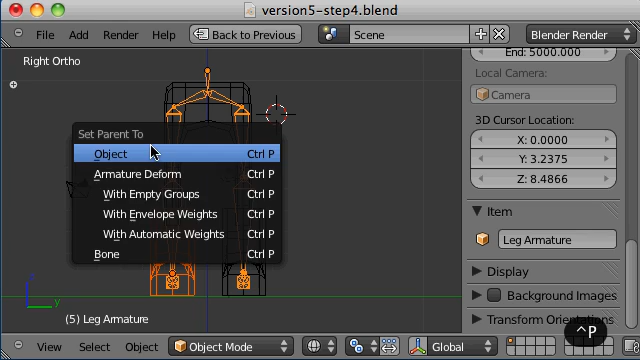 version5-step4.blend
File Add Render Help Back to Previous Scene Blender Render
Right Ortho
End: 5000.000
Local Camera:
Camera
3D Cursor Location:
X: 0.0000
Y: 3.2375
Z: 8.4866
Item
Leg Armature
Display
Background Images
Transform Orientations
Set Parent To
Object Ctrl P
Armature Deform Ctrl P
With Empty Groups Ctrl P
With Envelope Weights Ctrl P
With Automatic Weights Ctrl P
Bone Ctrl P
z
y
(5) Leg Armature
^P
View Select Object Object Mode Global